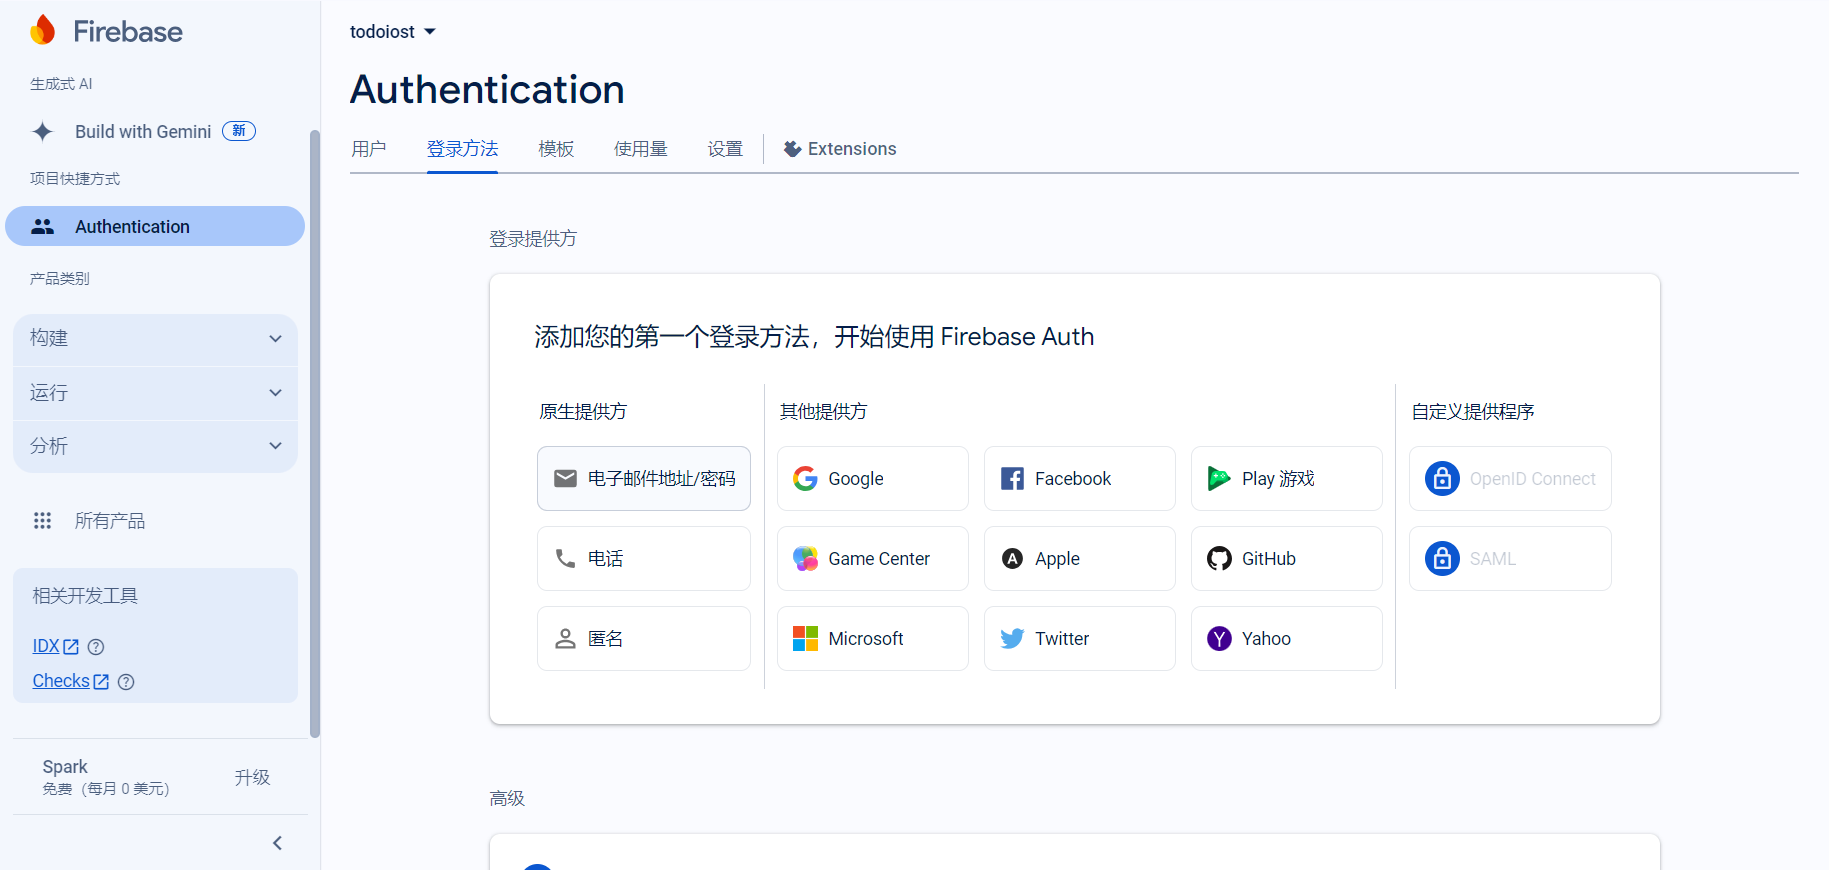 Firebase
生成式 AI
Build with Gemini 新
项目快捷方式
Authentication
产品类别
构建
运行
分析
所有产品
相关开发工具
IDX
Checks
Spark
免费（每月 0 美元）
升级
todoiost
Authentication
用户 登录方法 模板 使用量 设置 Extensions
登录提供方
添加您的第一个登录方法，开始使用 Firebase Auth
原生提供方
电子邮件地址/密码
电话
匿名
其他提供方
Google Facebook Play 游戏
Game Center Apple GitHub
Microsoft Twitter Yahoo
自定义提供程序
OpenID Connect
SAML
高级